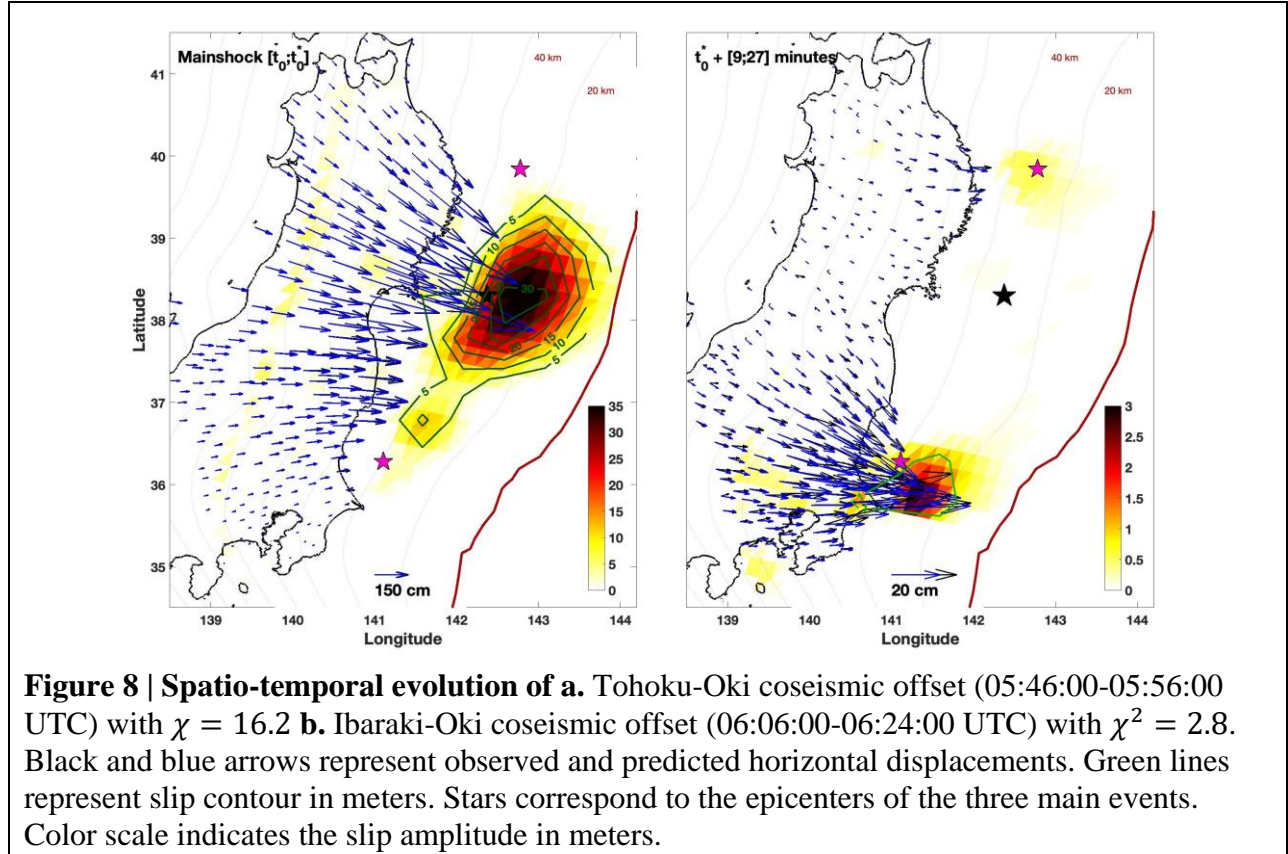 Mainshock [t₀;t₀*]
40 km
20 km
41
40
39
38
37
36
35
Latitude
5
10
30
20
15
10
5
5
35
30
25
20
15
10
5
0
150 cm
139 140 141 142 143 144
Longitude
t₀* + [9;27] minutes
40 km
20 km
3
2.5
2
1.5
1
0.5
0
20 cm
139 140 141 142 143 144
Longitude
Figure 8 | Spatio-temporal evolution of a. Tohoku-Oki coseismic offset (05:46:00-05:56:00
UTC) with 𝜒 = 16.2 b. Ibaraki-Oki coseismic offset (06:06:00-06:24:00 UTC) with 𝜒² = 2.8.
Black and blue arrows represent observed and predicted horizontal displacements. Green lines
represent slip contour in meters. Stars correspond to the epicenters of the three main events.
Color scale indicates the slip amplitude in meters.